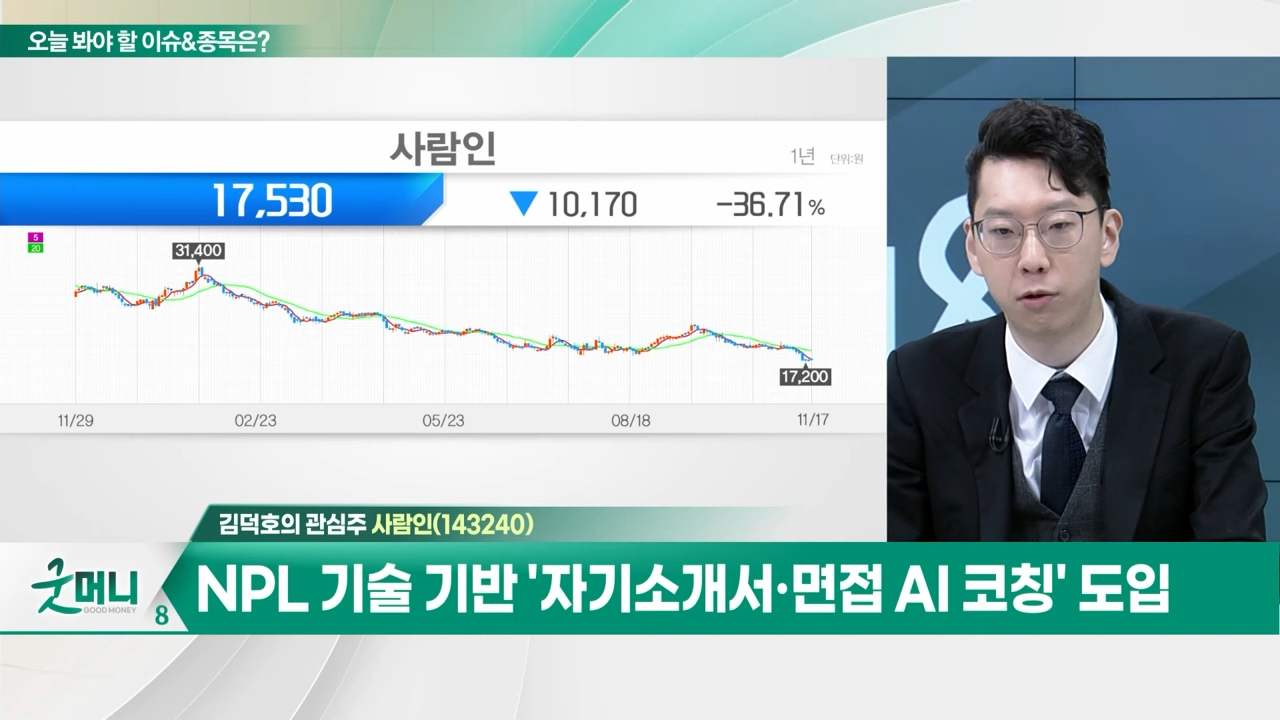 오늘 봐야 할 이슈&종목은?
사람인
1년 단위:원
17,530 ▼ 10,170 -36.71%
5
20
31,400
17,200
11/29 02/23 05/23 08/18 11/17
&
김덕호의 관심주 사람인(143240)
NPL 기술 기반 '자기소개서·면접 AI 코칭' 도입
굿머니
GOOD MONEY
8